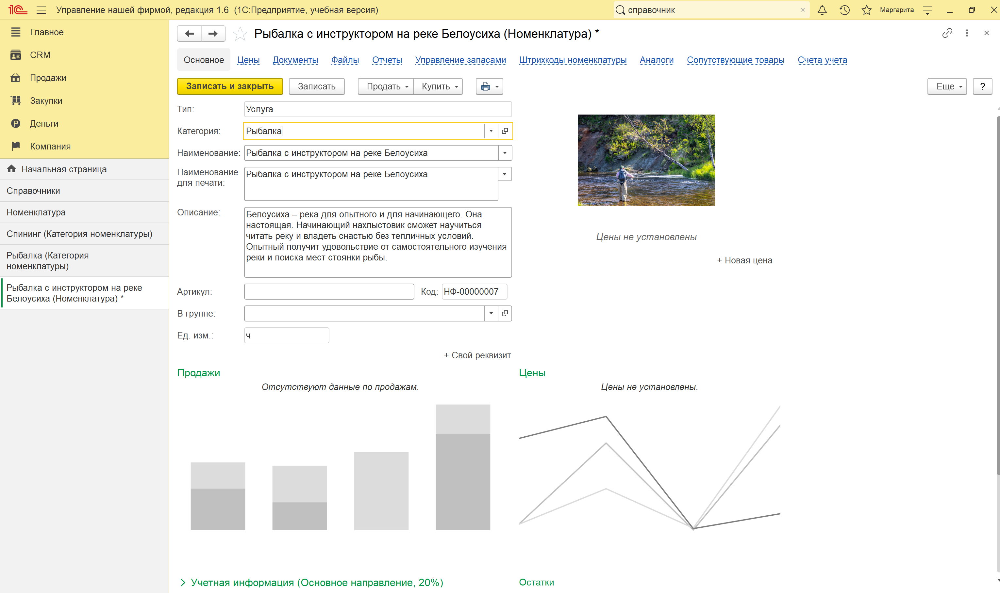 1С Управление нашей фирмой, редакция 1.6 (1С:Предприятие, учебная версия) справочник × Маргарита
Главное
CRM
Продажи
Закупки
Деньги
Компания
Начальная страница
Справочники
Номенклатура
Спининг (Категория номенклатуры)
Рыбалка (Категория
номенклатуры)
Рыбалка с инструктором на реке
Белоусиха (Номенклатура) *
Рыбалка с инструктором на реке Белоусиха (Номенклатура) *
Основное Цены Документы Файлы Отчеты Управление запасами Штрихкоды номенклатуры Аналоги Сопутствующие товары Счета учета
Записать и закрыть Записать Продать Купить Еще ?
Тип: Услуга
Категория: Рыбалка
Наименование: Рыбалка с инструктором на реке Белоусиха
Наименование
для печати:
Рыбалка с инструктором на реке Белоусиха
Описание:
Белоусиха – река для опытного и для начинающего. Она
настоящая. Начинающий нахлыстовик сможет научиться
читать реку и владеть снастью без тепличных условий.
Опытный получит удовольствие от самостоятельного изучения
реки и поиска мест стоянки рыбы.
Цены не установлены
+ Новая цена
Артикул: Код: НФ-00000007
В группе:
Ед. изм.: ч
+ Свой реквизит
Продажи
Отсутствуют данные по продажам.
Цены
Цены не установлены.
Учетная информация (Основное направление, 20%)
Остатки